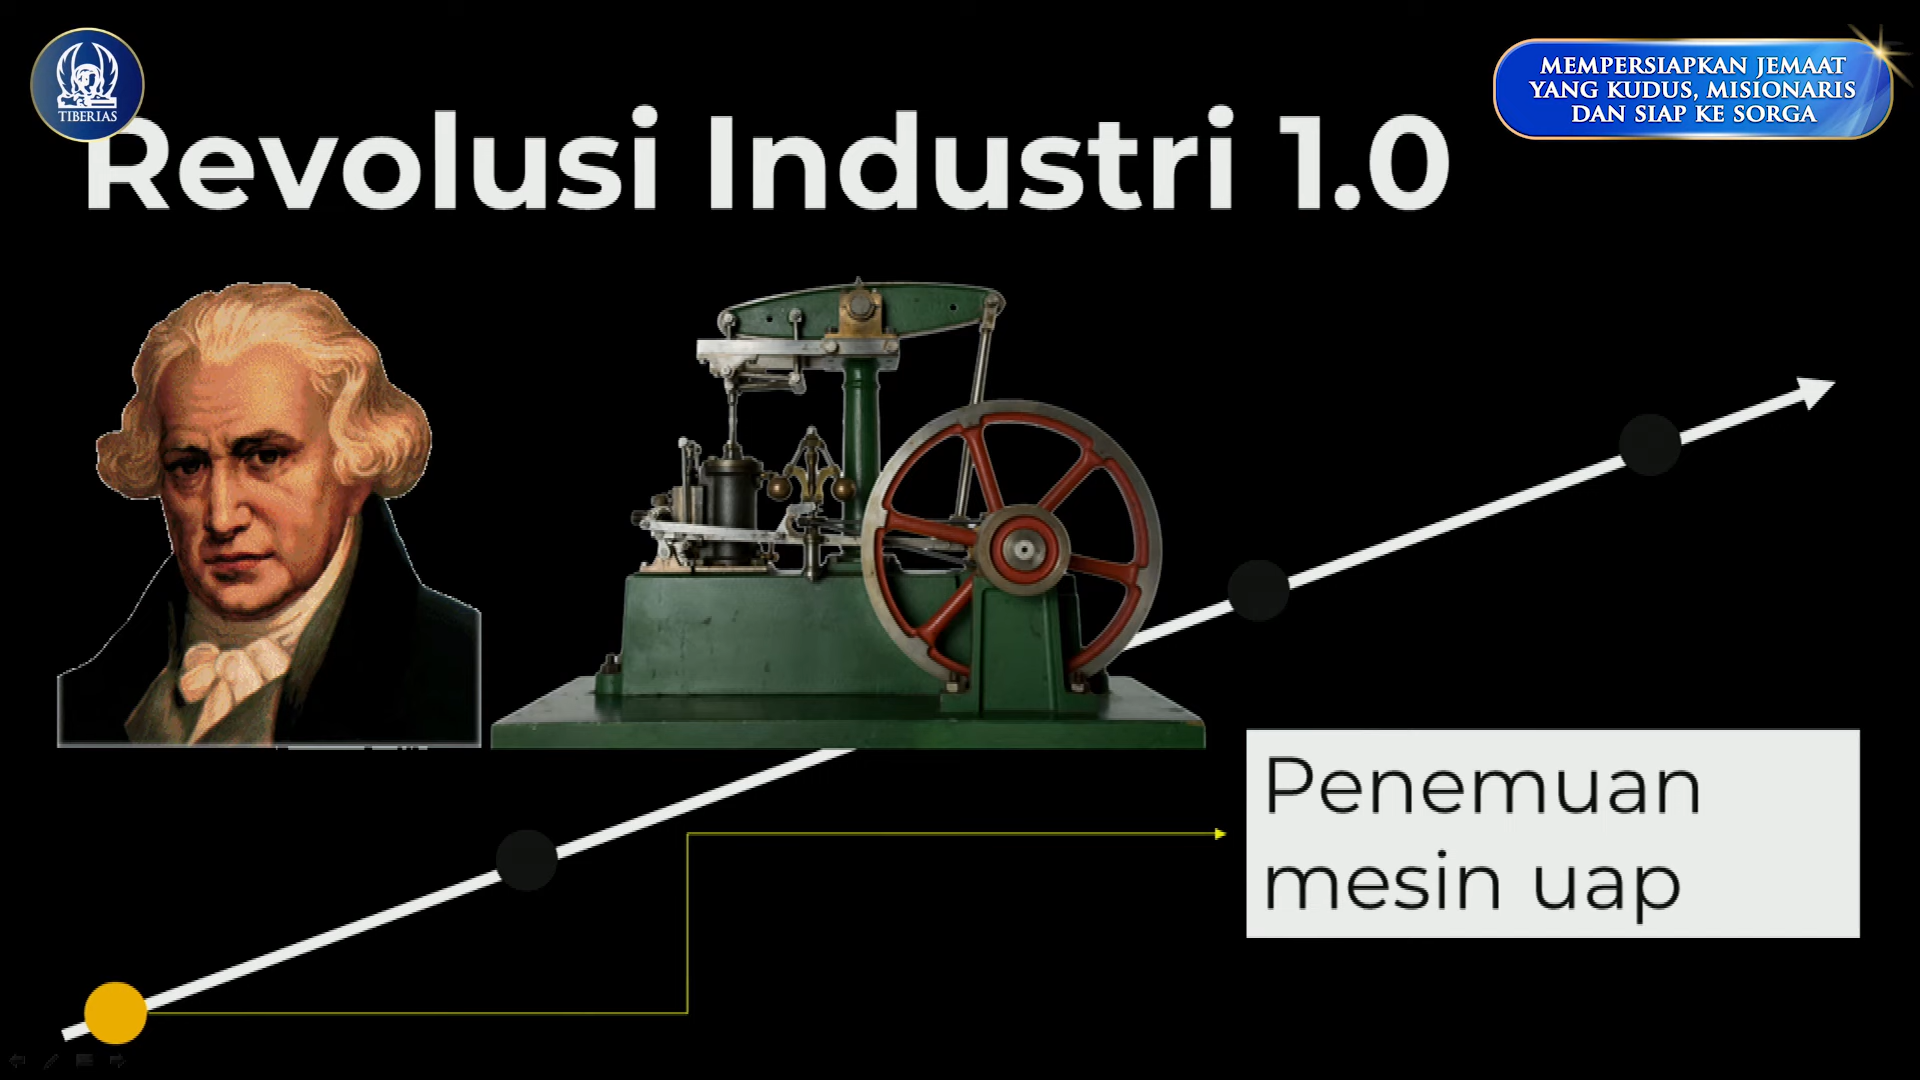 TIBERIAS
MEMPERSIAPKAN JEMAAT
YANG KUDUS, MISIONARIS
DAN SIAP KE SORGA
Revolusi Industri 1.0
Penemuan
mesin uap